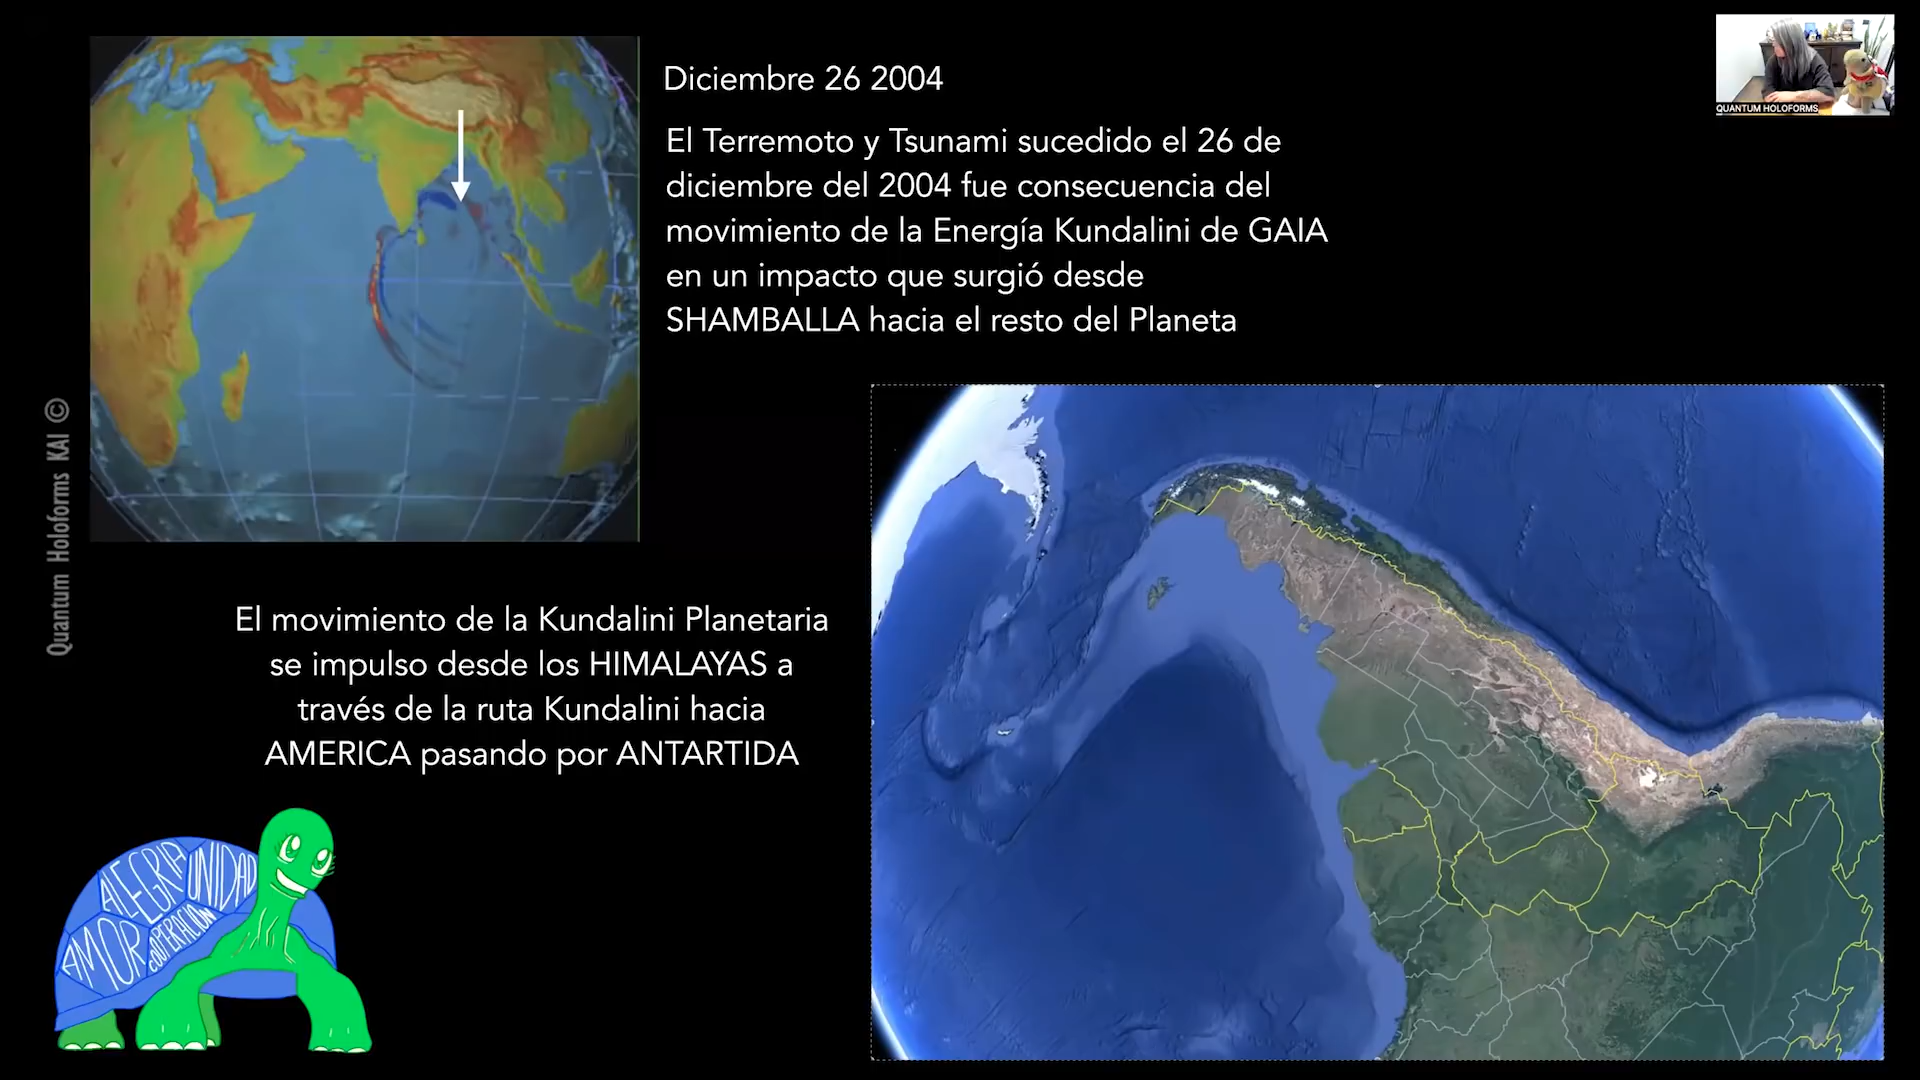 Diciembre 26 2004
El Terremoto y Tsunami sucedido el 26 de
diciembre del 2004 fue consecuencia del
movimiento de la Energía Kundalini de GAIA
en un impacto que surgió desde
SHAMBALLA hacia el resto del Planeta
QUANTUM HOLOFORMS
Quantum Holoforms KAI ©
El movimiento de la Kundalini Planetaria
se impulso desde los HIMALAYAS a
través de la ruta Kundalini hacia
AMERICA pasando por ANTARTIDA
ALEGRIA
UNIDAD
AMOR
COOPERACION